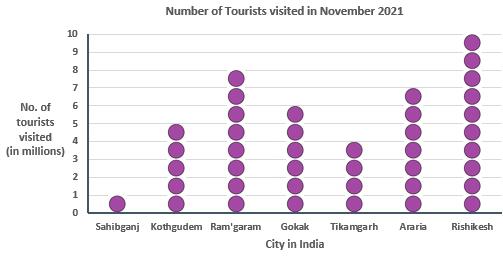 Number of Tourists visited in November 2021
10
9
8
7
6
5
4
3
2
1
0
No. of
tourists
visited
(in millions)
Sahibganj Kothgudem Ram'garam Gokak Tikamgarh Araria Rishikesh
City in India